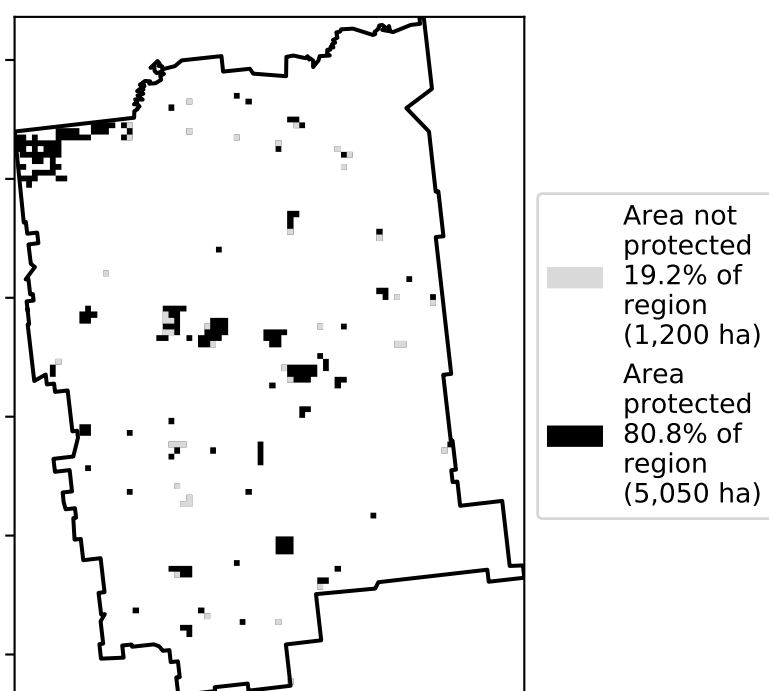 Area not
protected
19.2% of
region
(1,200 ha)
Area
protected
80.8% of
region
(5,050 ha)